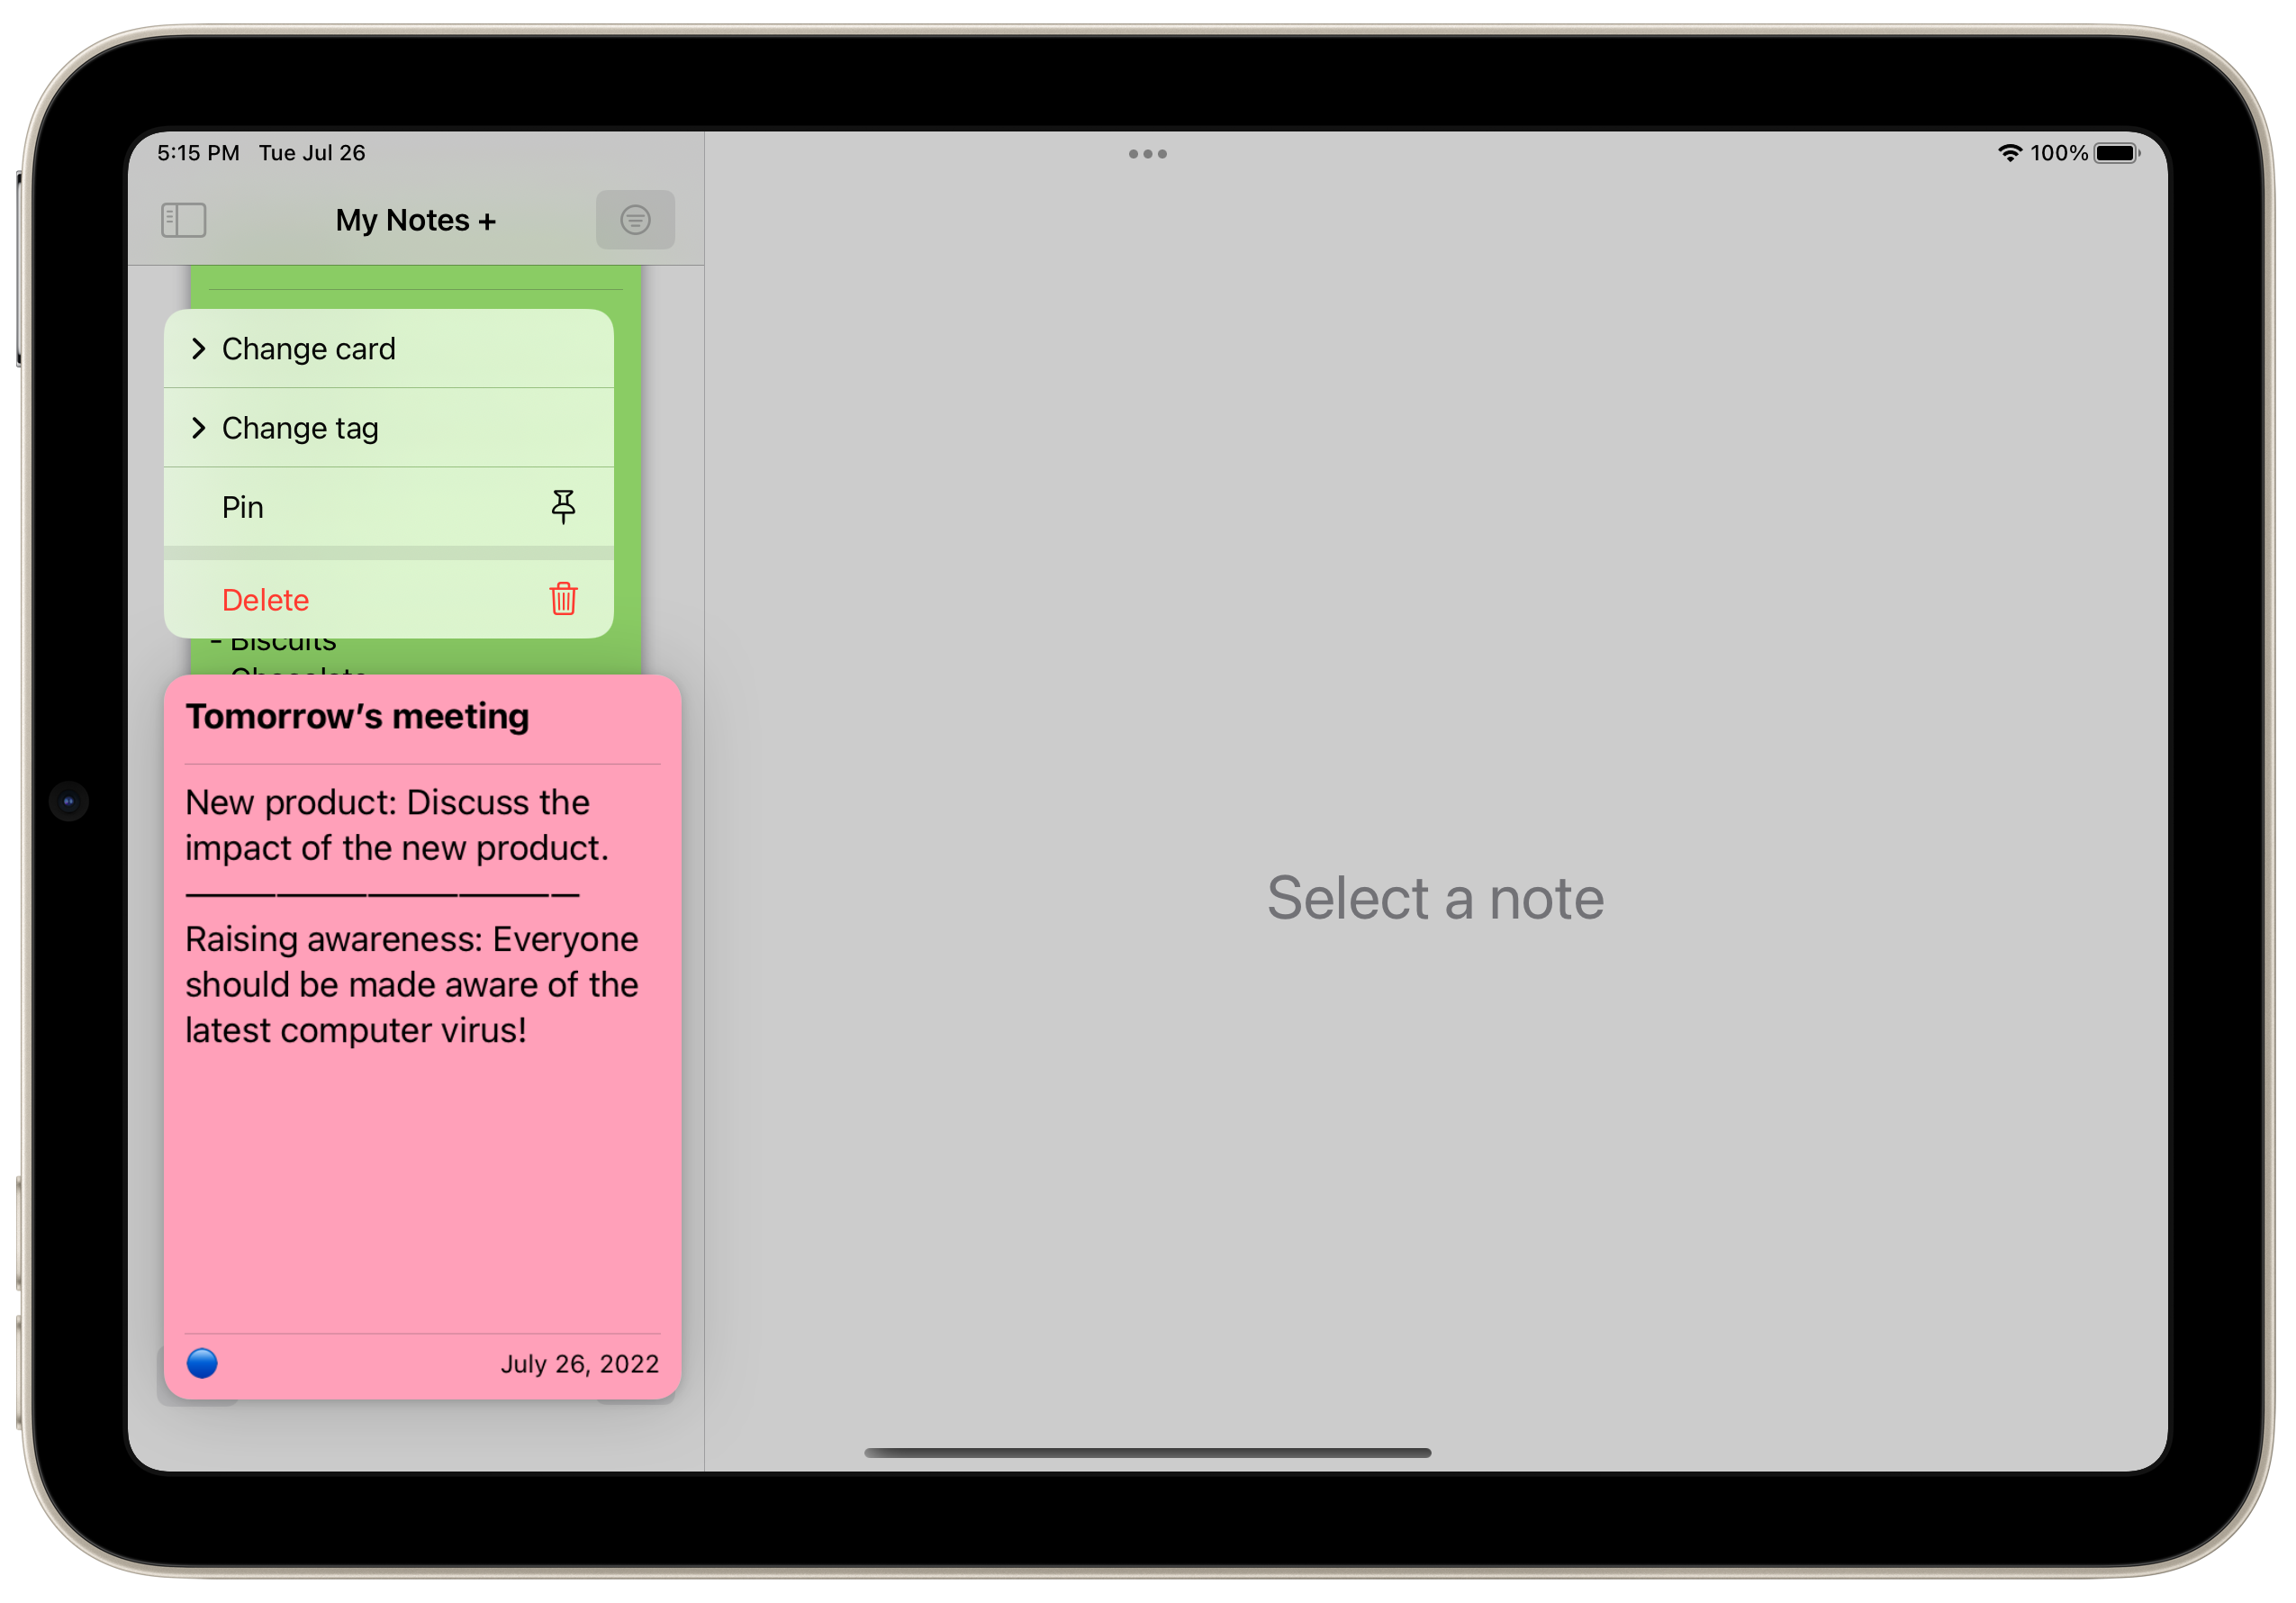 5:15 PM Tue Jul 26
100%
My Notes +
Change card
Change tag
Pin
Delete
- Biscuits
Chocolate
Tomorrow’s meeting
New product: Discuss the
impact of the new product.
—————————————
Raising awareness: Everyone
should be made aware of the
latest computer virus!
July 26, 2022
Select a note